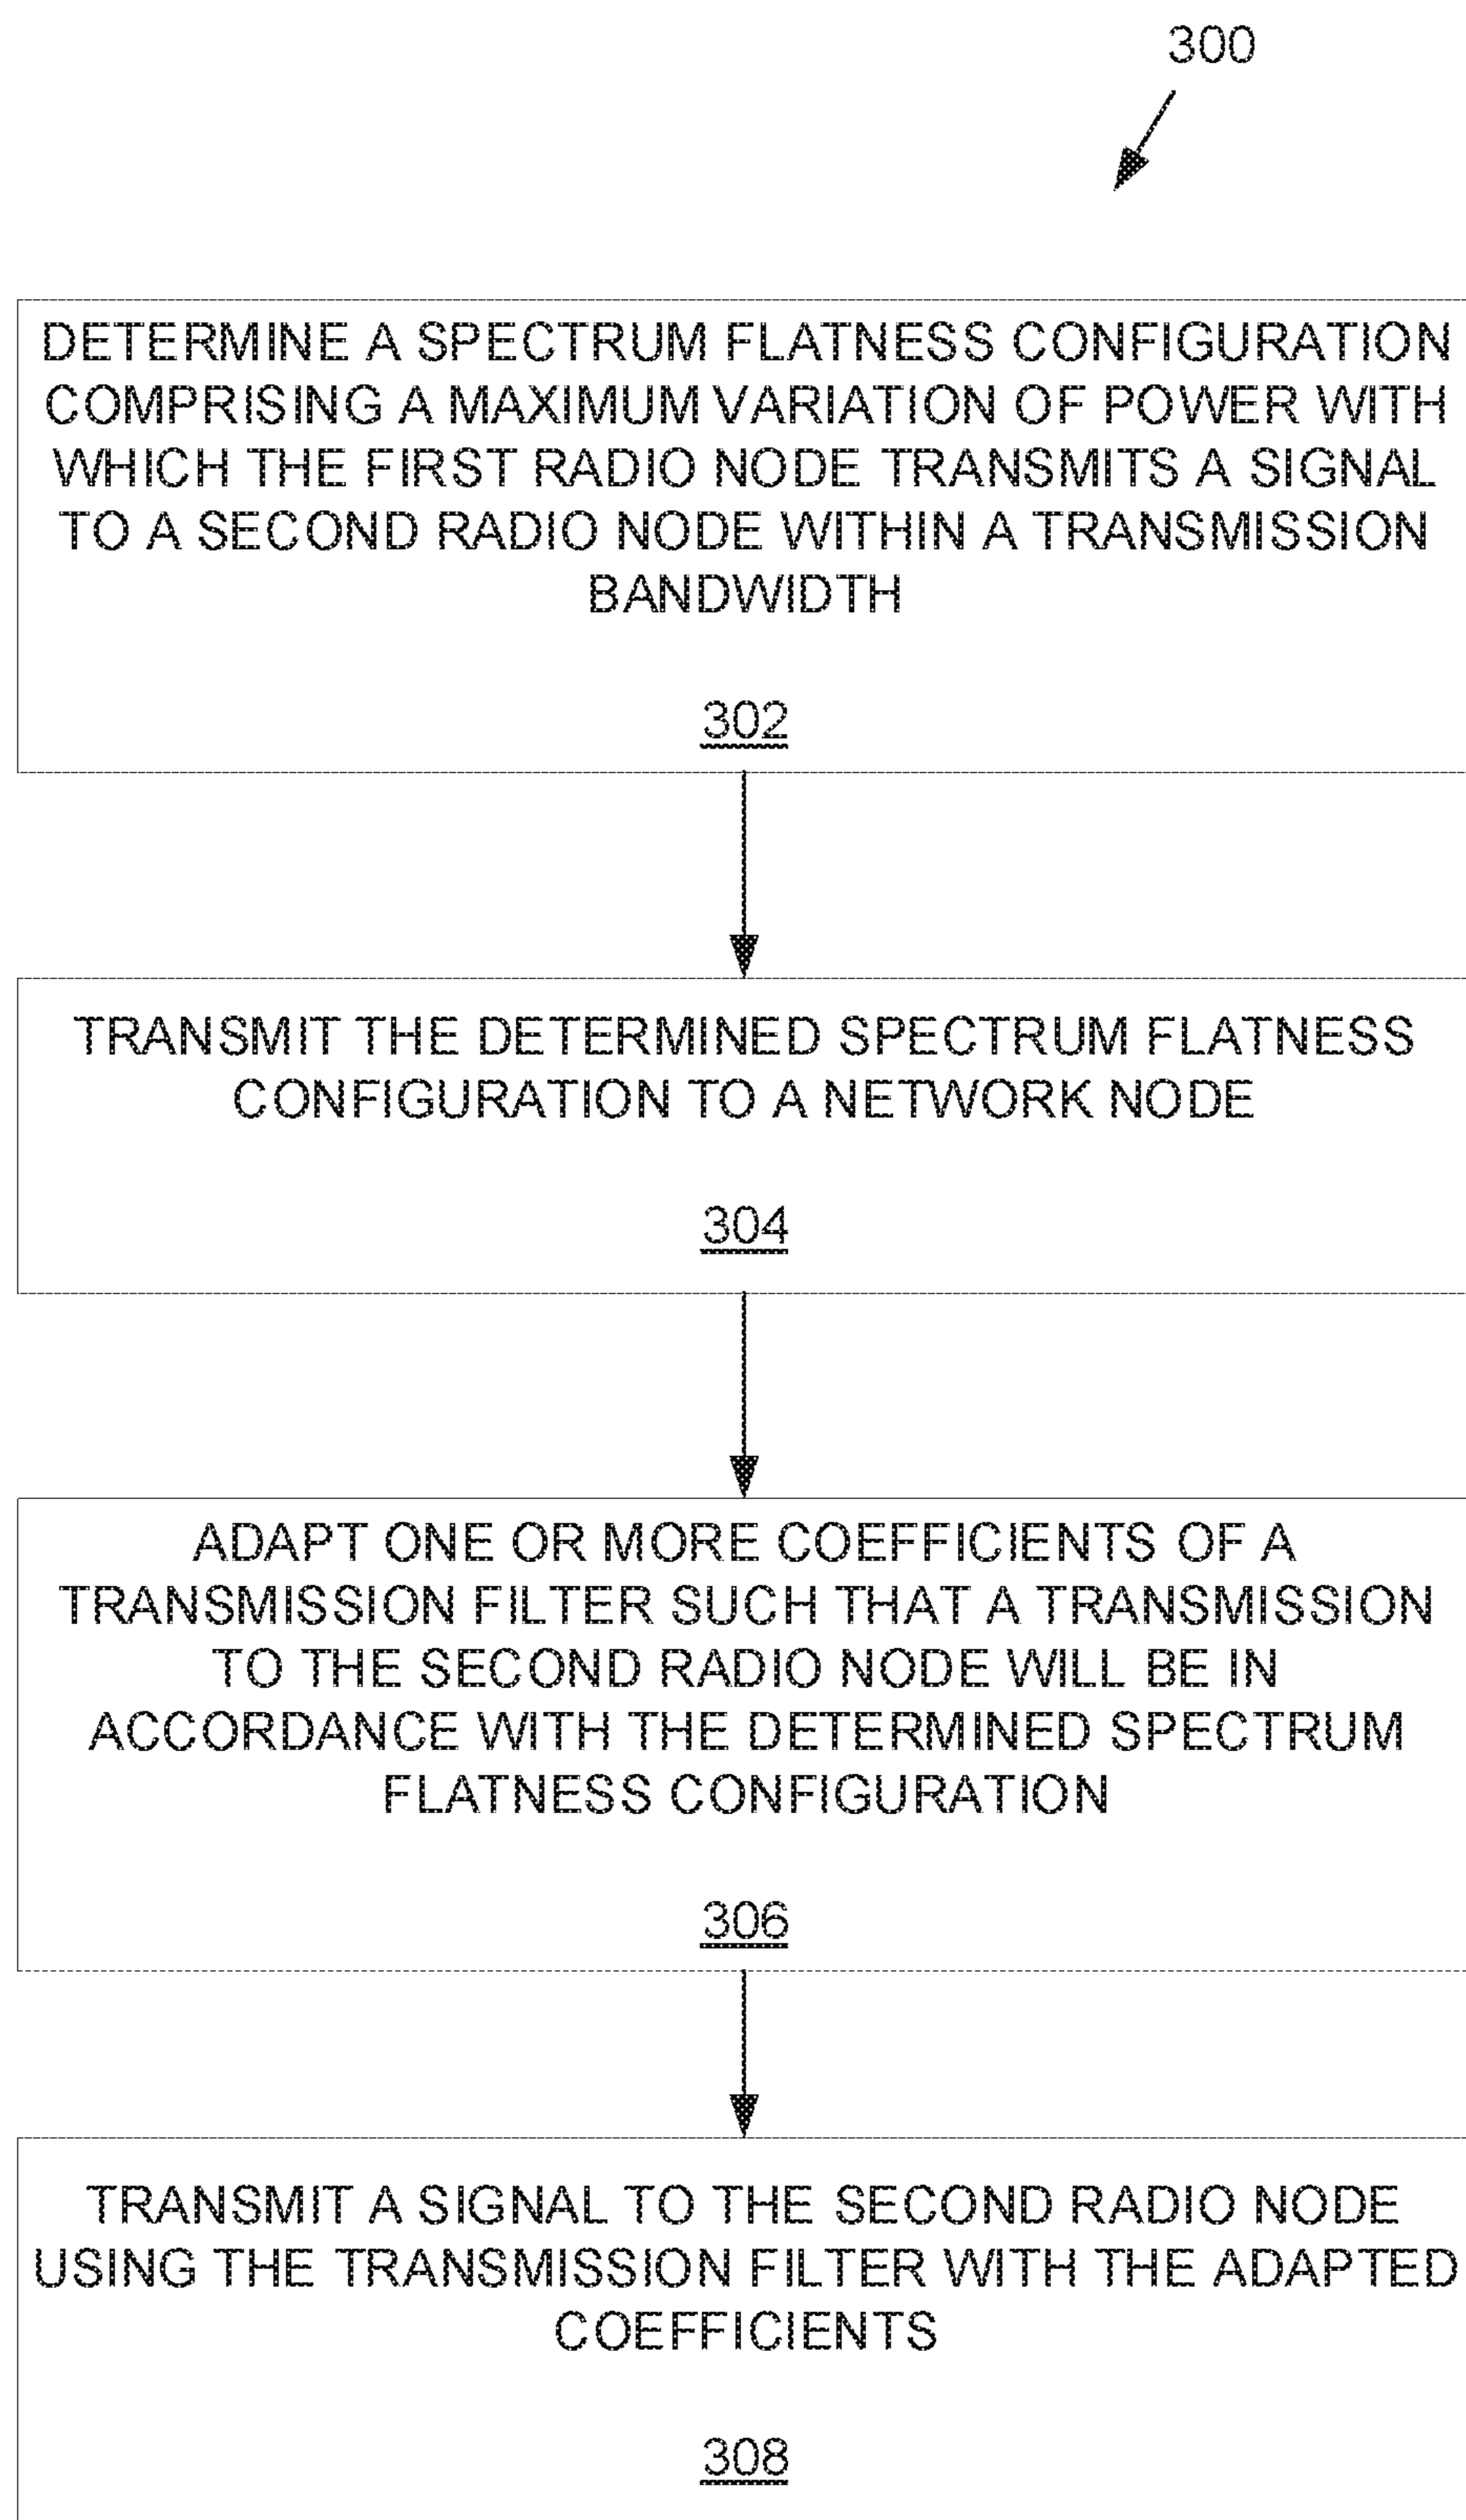 300
DETERMINE A SPECTRUM FLATNESS CONFIGURATION
COMPRISING A MAXIMUM VARIATION OF POWER WITH
WHICH THE FIRST RADIO NODE TRANSMITS A SIGNAL
TO A SECOND RADIO NODE WITHIN A TRANSMISSION
BANDWIDTH
302
TRANSMIT THE DETERMINED SPECTRUM FLATNESS
CONFIGURATION TO A NETWORK NODE
304
ADAPT ONE OR MORE COEFFICIENTS OF A
TRANSMISSION FILTER SUCH THAT A TRANSMISSION
TO THE SECOND RADIO NODE WILL BE IN
ACCORDANCE WITH THE DETERMINED SPECTRUM
FLATNESS CONFIGURATION
306
TRANSMIT A SIGNAL TO THE SECOND RADIO NODE
USING THE TRANSMISSION FILTER WITH THE ADAPTED
COEFFICIENTS
308